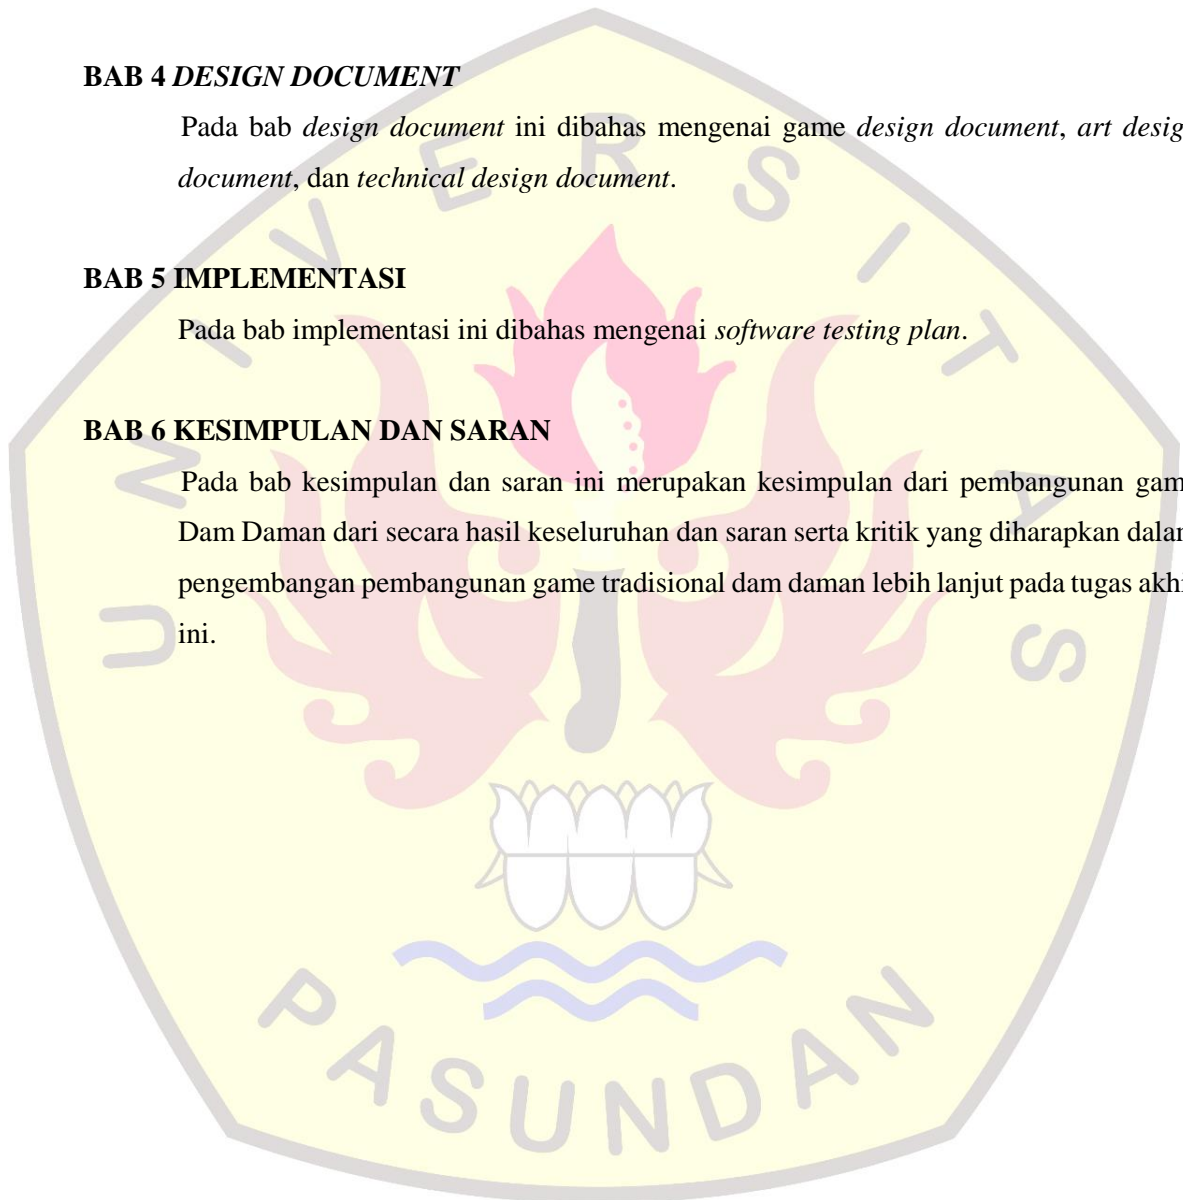 BAB 4 DESIGN DOCUMENT
Pada bab design document ini dibahas mengenai game design document, art desig
document, dan technical design document.
BAB 5 IMPLEMENTASI
Pada bab implementasi ini dibahas mengenai software testing plan.
BAB 6 KESIMPULAN DAN SARAN
Pada bab kesimpulan dan saran ini merupakan kesimpulan dari pembangunan gam
Dam Daman dari secara hasil keseluruhan dan saran serta kritik yang diharapkan dalam
pengembangan pembangunan game tradisional dam daman lebih lanjut pada tugas akhi
ini.
UNIVERSITAS
PASUNDAN